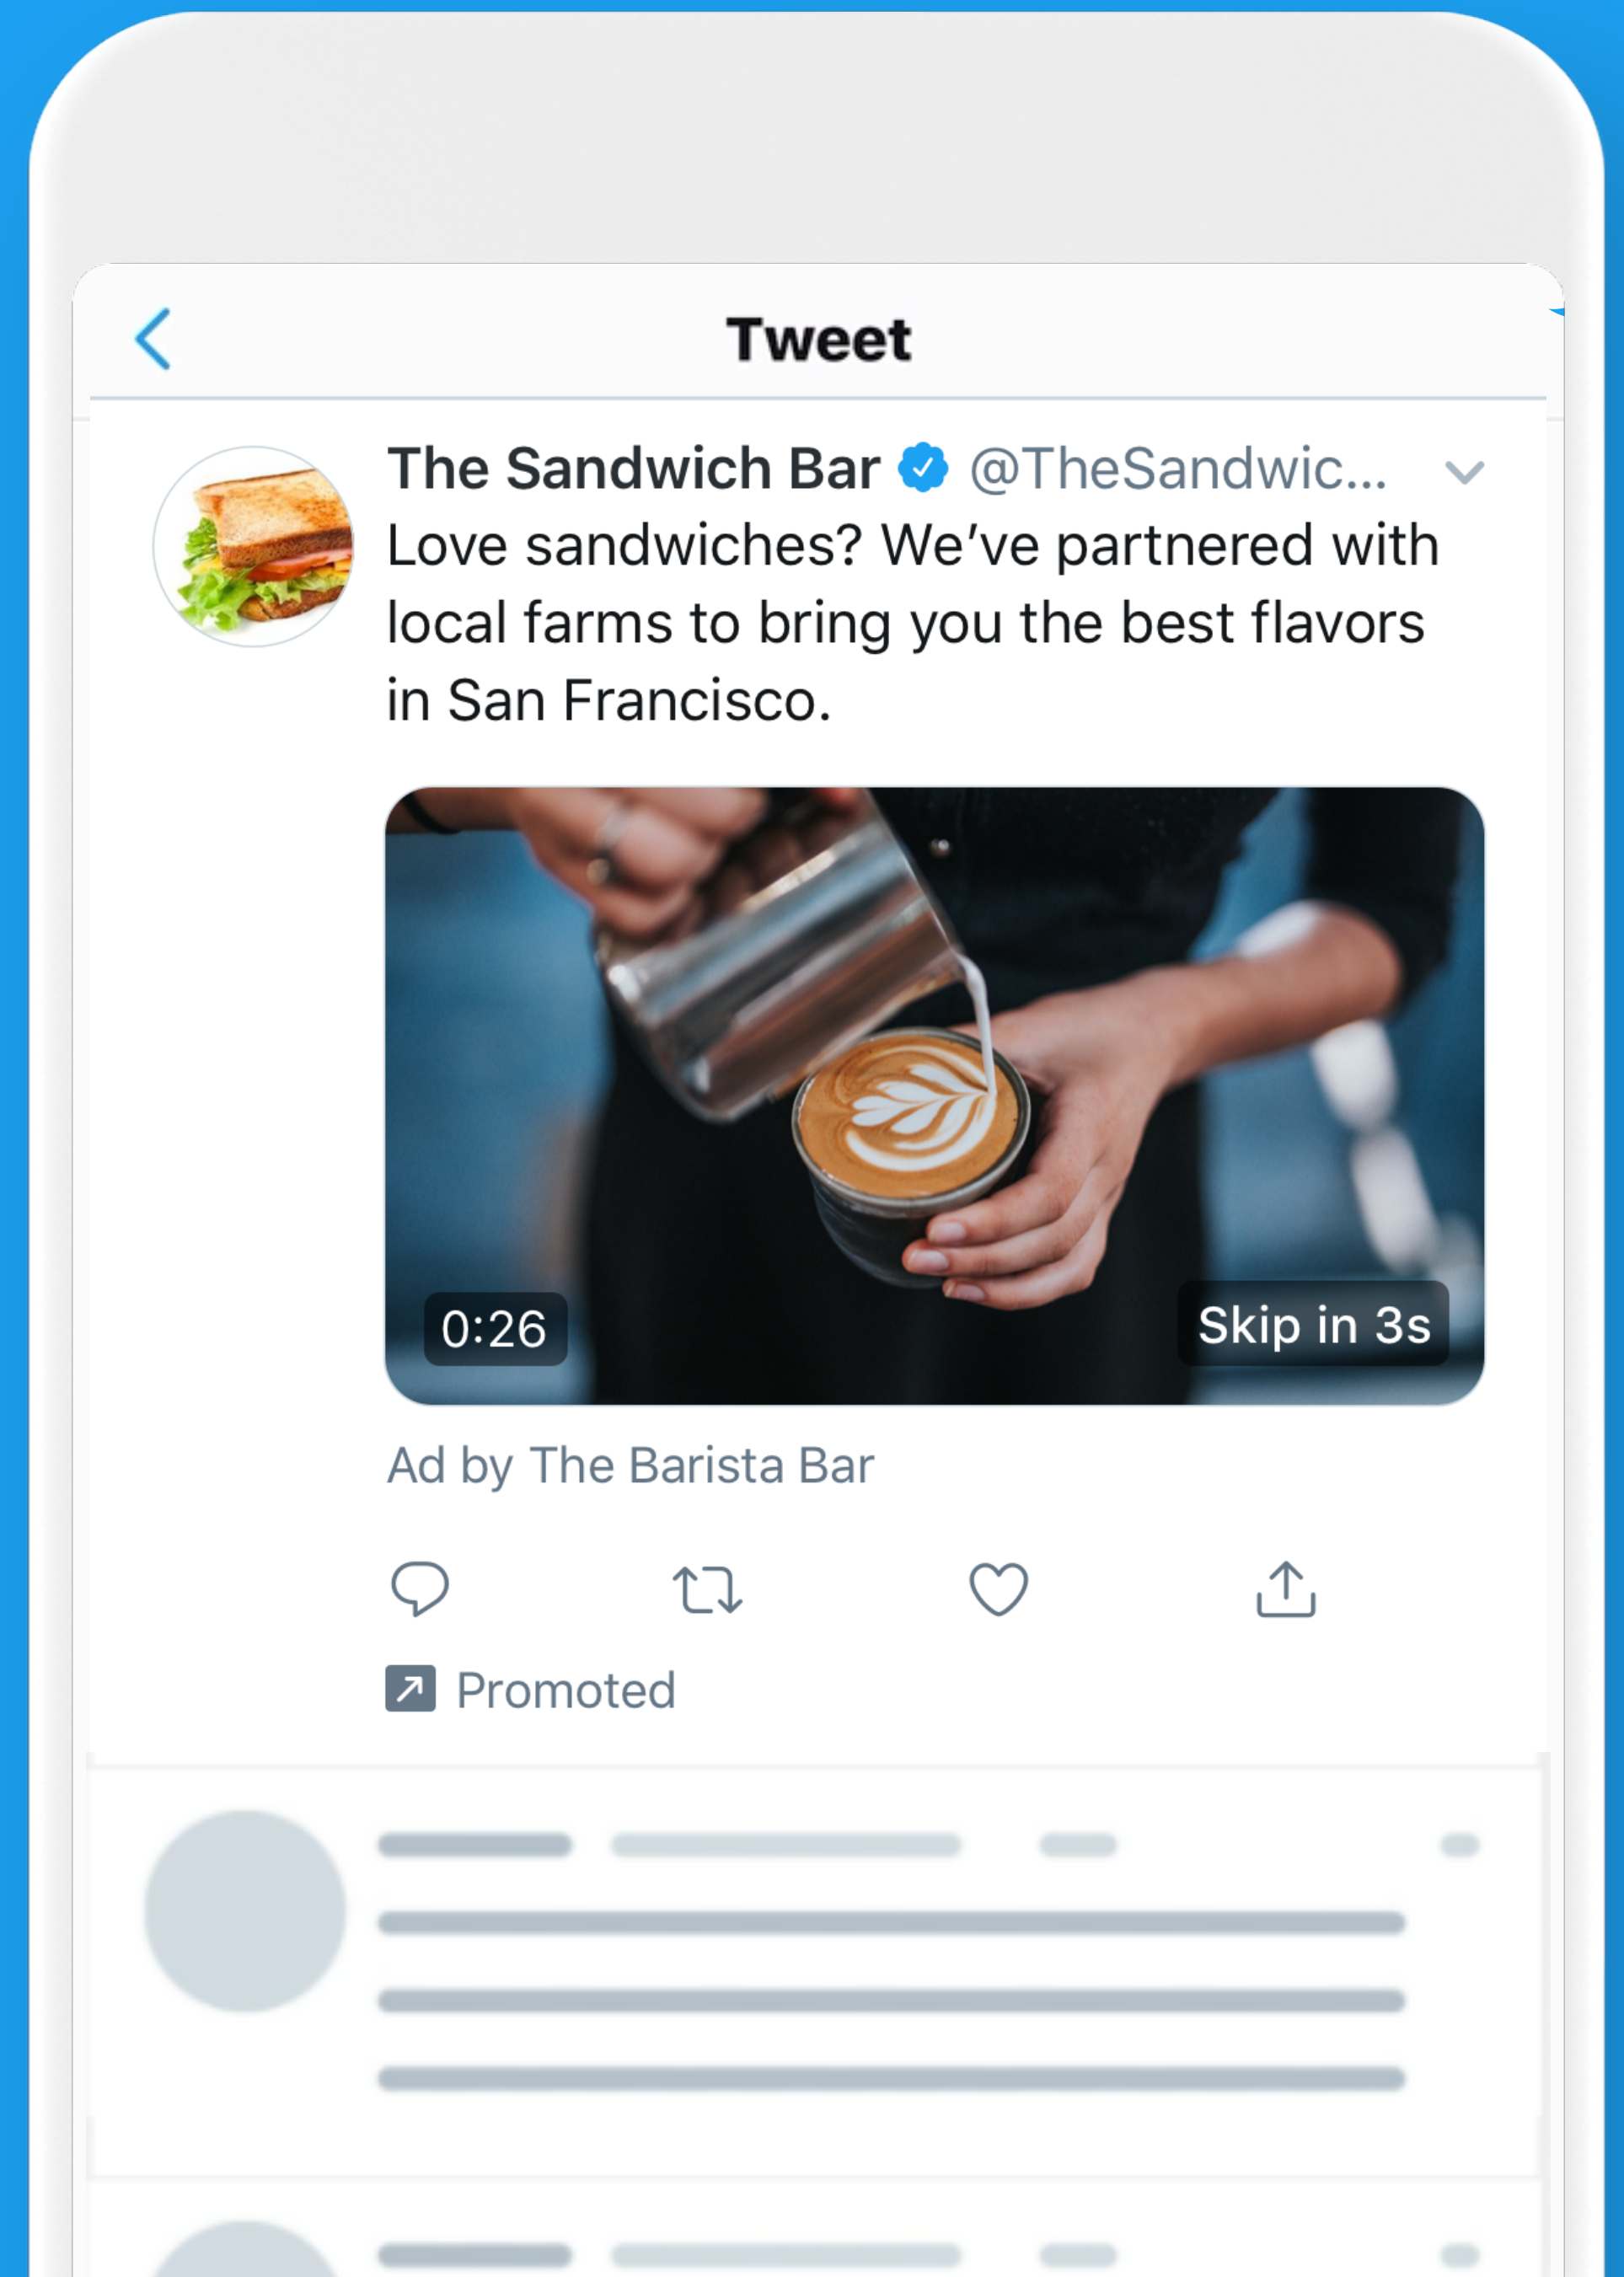 Tweet
The Sandwich Bar @TheSandwic...
Love sandwiches? We’ve partnered with
local farms to bring you the best flavors
in San Francisco.
0:26
Skip in 3s
Ad by The Barista Bar
Promoted